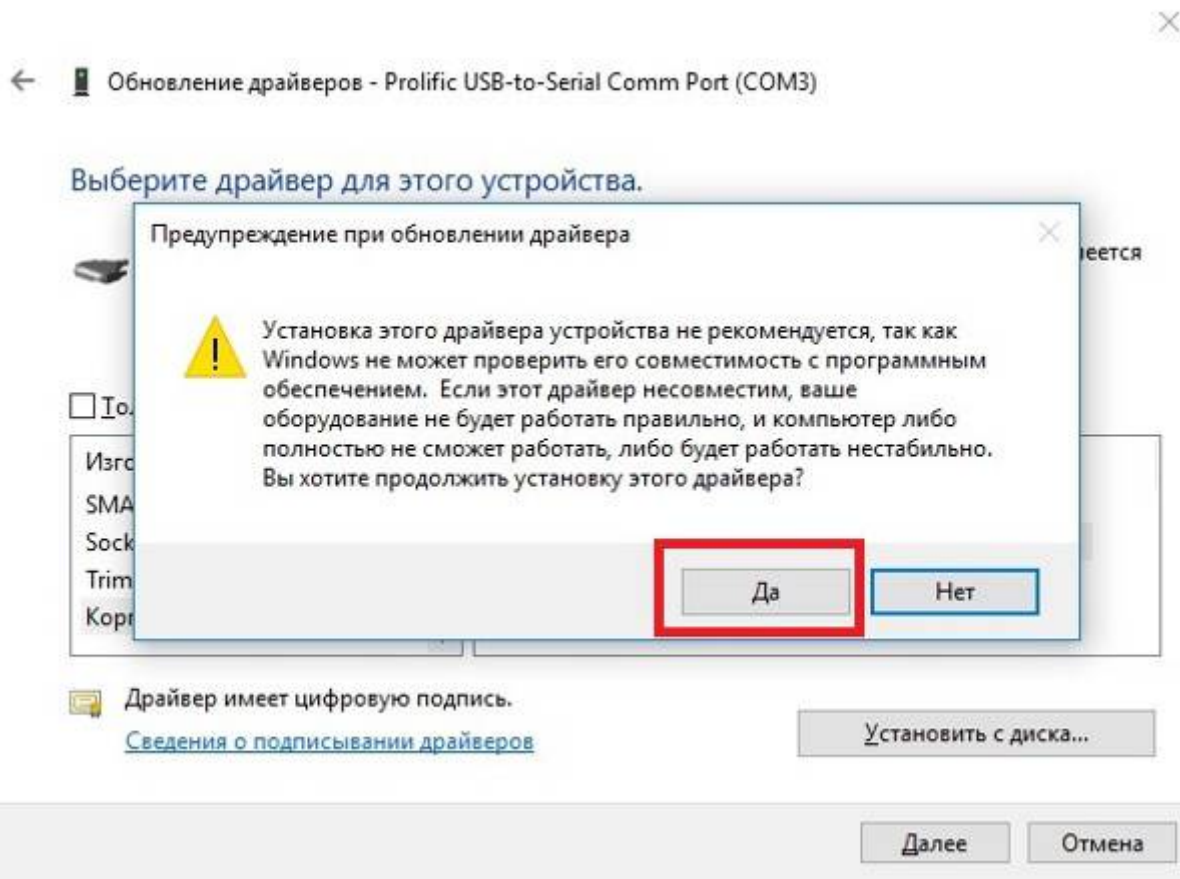 Обновление драйверов - Prolific USB-to-Serial Comm Port (COM3)
Выберите драйвер для этого устройства.
Предупреждение при обновлении драйвера
Установка этого драйвера устройства не рекомендуется, так как
Windows не может проверить его совместимость с программным
обеспечением. Если этот драйвер несовместим, ваше
оборудование не будет работать правильно, и компьютер либо
полностью не сможет работать, либо будет работать нестабильно.
Вы хотите продолжить установку этого драйвера?
SMA
Sock
Trim
Да
Нет
Драйвер имеет цифровую подпись.
Сведения о подписывании драйверов
Установить с диска...
Далее
Отмена